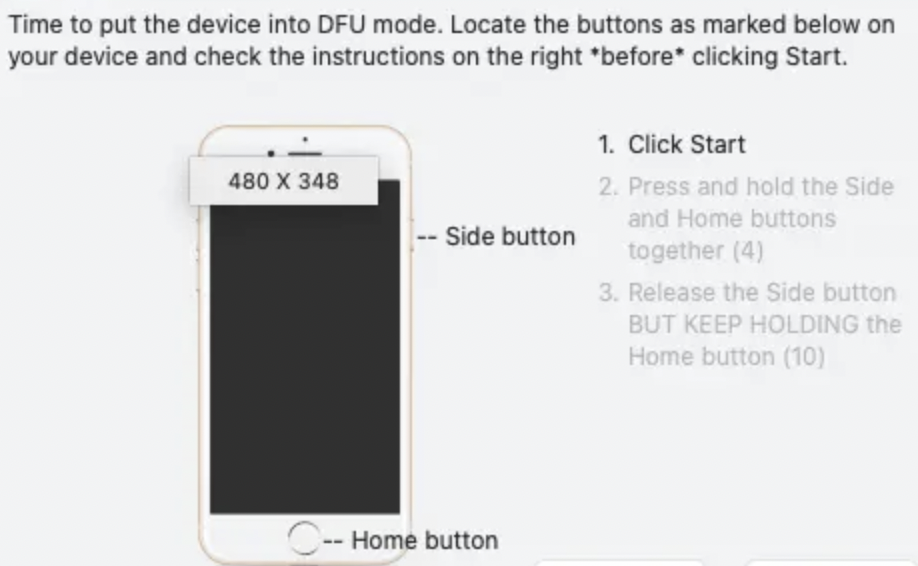 Time to put the device into DFU mode. Locate the buttons as marked below on
your device and check the instructions on the right *before* clicking Start.
480 X 348
-- Side button
-- Home button
1. Click Start
2. Press and hold the Side
and Home buttons
together (4)
3. Release the Side button
BUT KEEP HOLDING the
Home button (10)